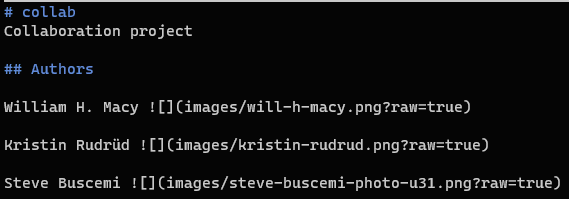 # collab
Collaboration project
## Authors
William H. Macy ![](images/will-h-macy.png?raw=true)
Kristin Rudrüd ![](images/kristin-rudrud.png?raw=true)
Steve Buscemi ![](images/steve-buscemi-photo-u31.png?raw=true)